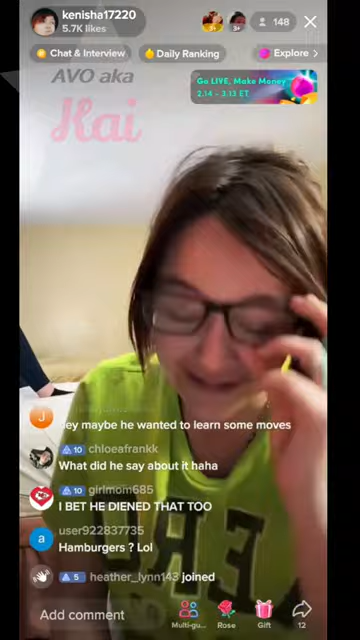 kenisha17220
5.7K likes
3+
3+
148
Chat & Interview
Daily Ranking
Explore >
AVO aka
Hai
Go LIVE, Make Money
2.14 - 3.13 ET
hey maybe he wanted to learn some moves
10 chloeafrankk
What did he say about it haha
10 girlmom685
I BET HE DIENED THAT TOO
user922837735
Hamburgers ? Lol
5 heather_lynn143 joined
Add comment
Multi-gu...
Rose
Gift
12